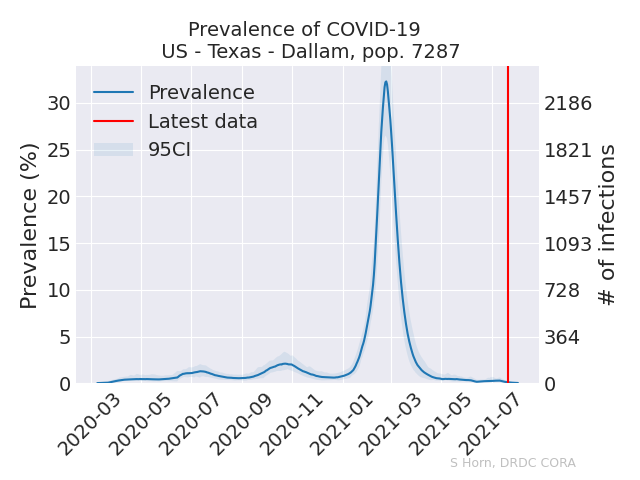 Prevalence of COVID-19
US - Texas - Dallam, pop. 7287
Prevalence
Latest data
95CI
Prevalence (%)
30
25
20
15
10
5
0
2186
1821
1457
1093
728
364
0
# of infections
2020-03
2020-05
2020-07
2020-09
2020-11
2021-01
2021-03
2021-05
2021-07
S Horn, DRDC CORA